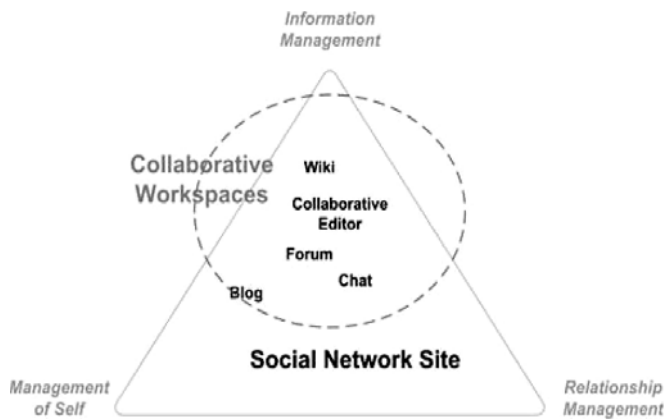 Information
Management
Collaborative
Workspaces
Wiki
Collaborative
Editor
Forum
Chat
Blog
Social Network Site
Management
of Self
Relationship
Management